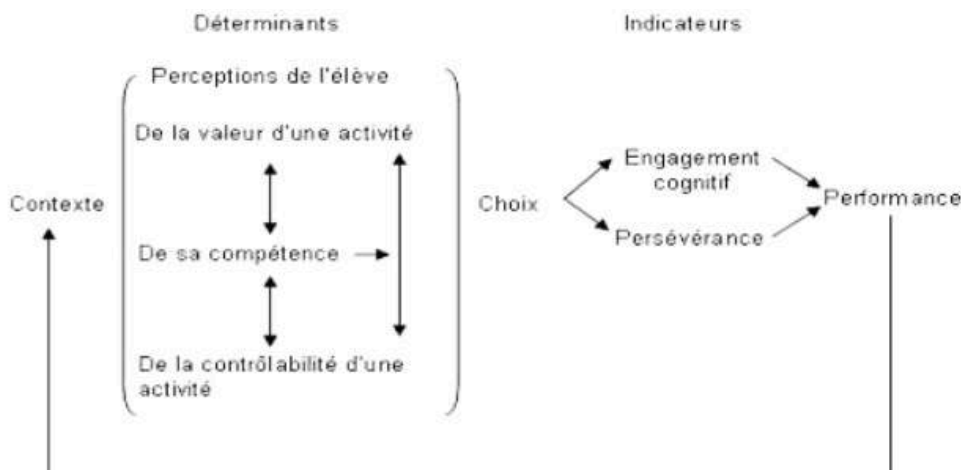 Déterminants
Indicateurs
Perceptions de l'élève
De la valeur d'une activité
Engagement
cognitif
Contexte
Choix
Performance
Persévérance
De sa compétence
De la contrôlabilité d'une
activité